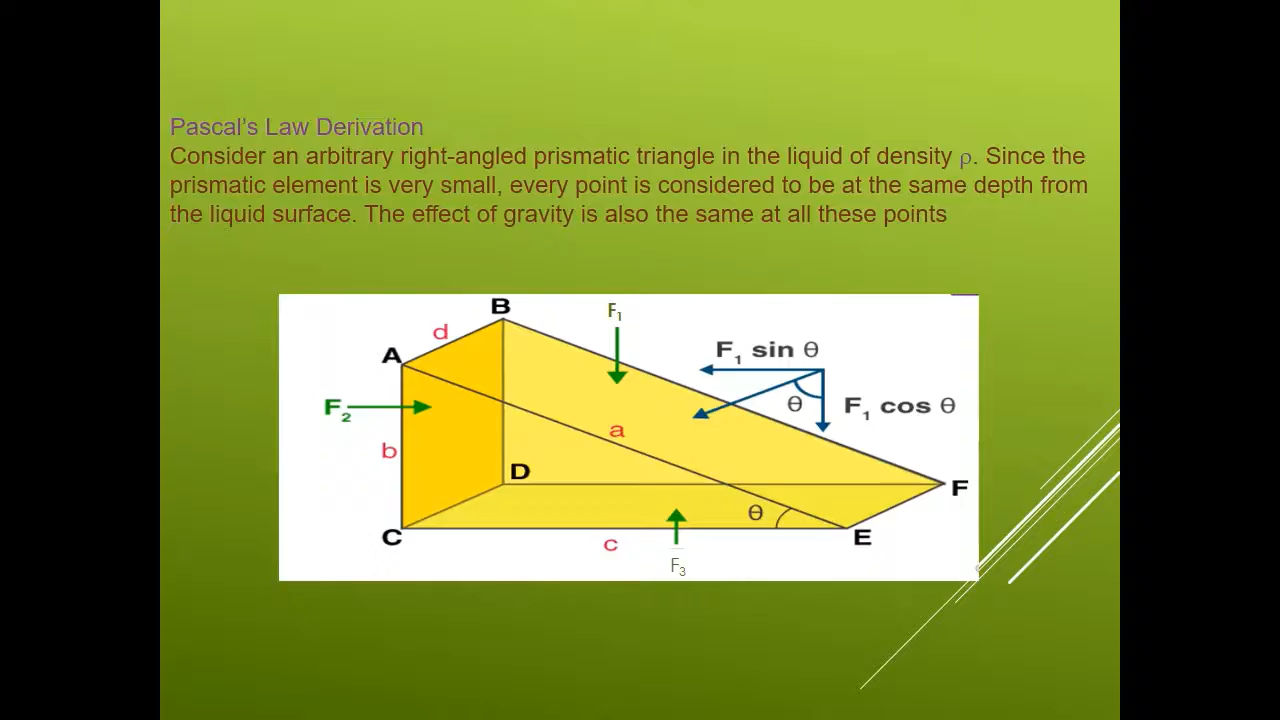 Pascal's Law Derivation
Consider an arbitrary right-angled prismatic triangle in the liquid of density ρ. Since the
prismatic element is very small, every point is considered to be at the same depth from
the liquid surface. The effect of gravity is also the same at all these points
B
F₁
d
A
F₁ sin θ
F₂
θ
F₁ cos θ
a
b
D
F
θ
C
c
E
F₃